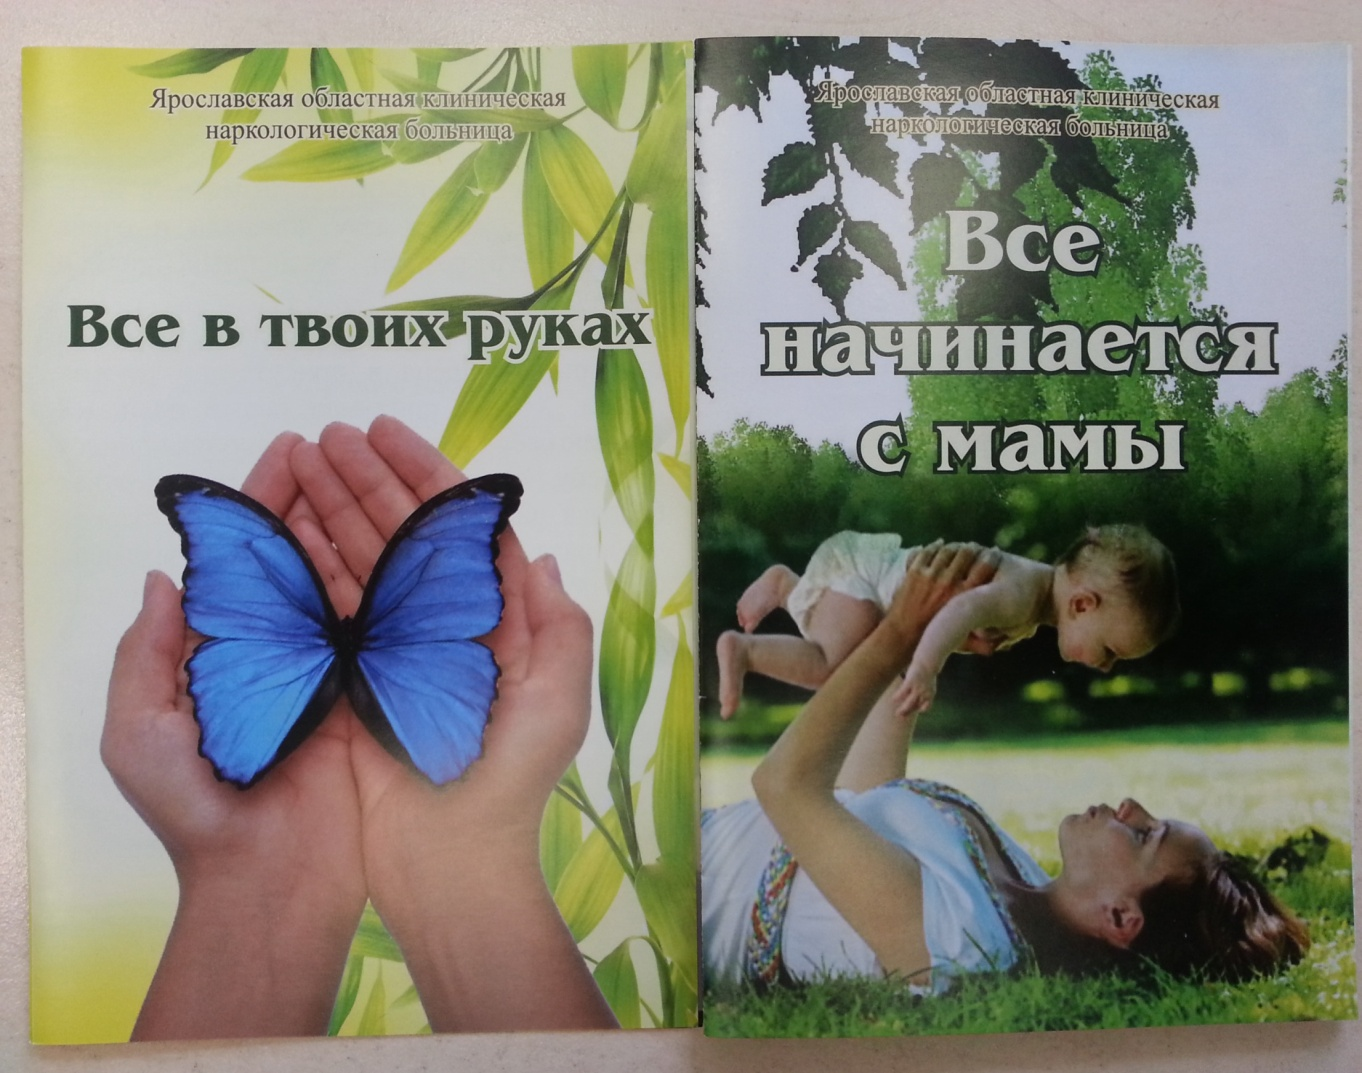 Ярославская областная клиническая
наркологическая больница
Все в твоих руках
Ярославская областная клиническая
наркологическая больница
Все
начинается
с мамы